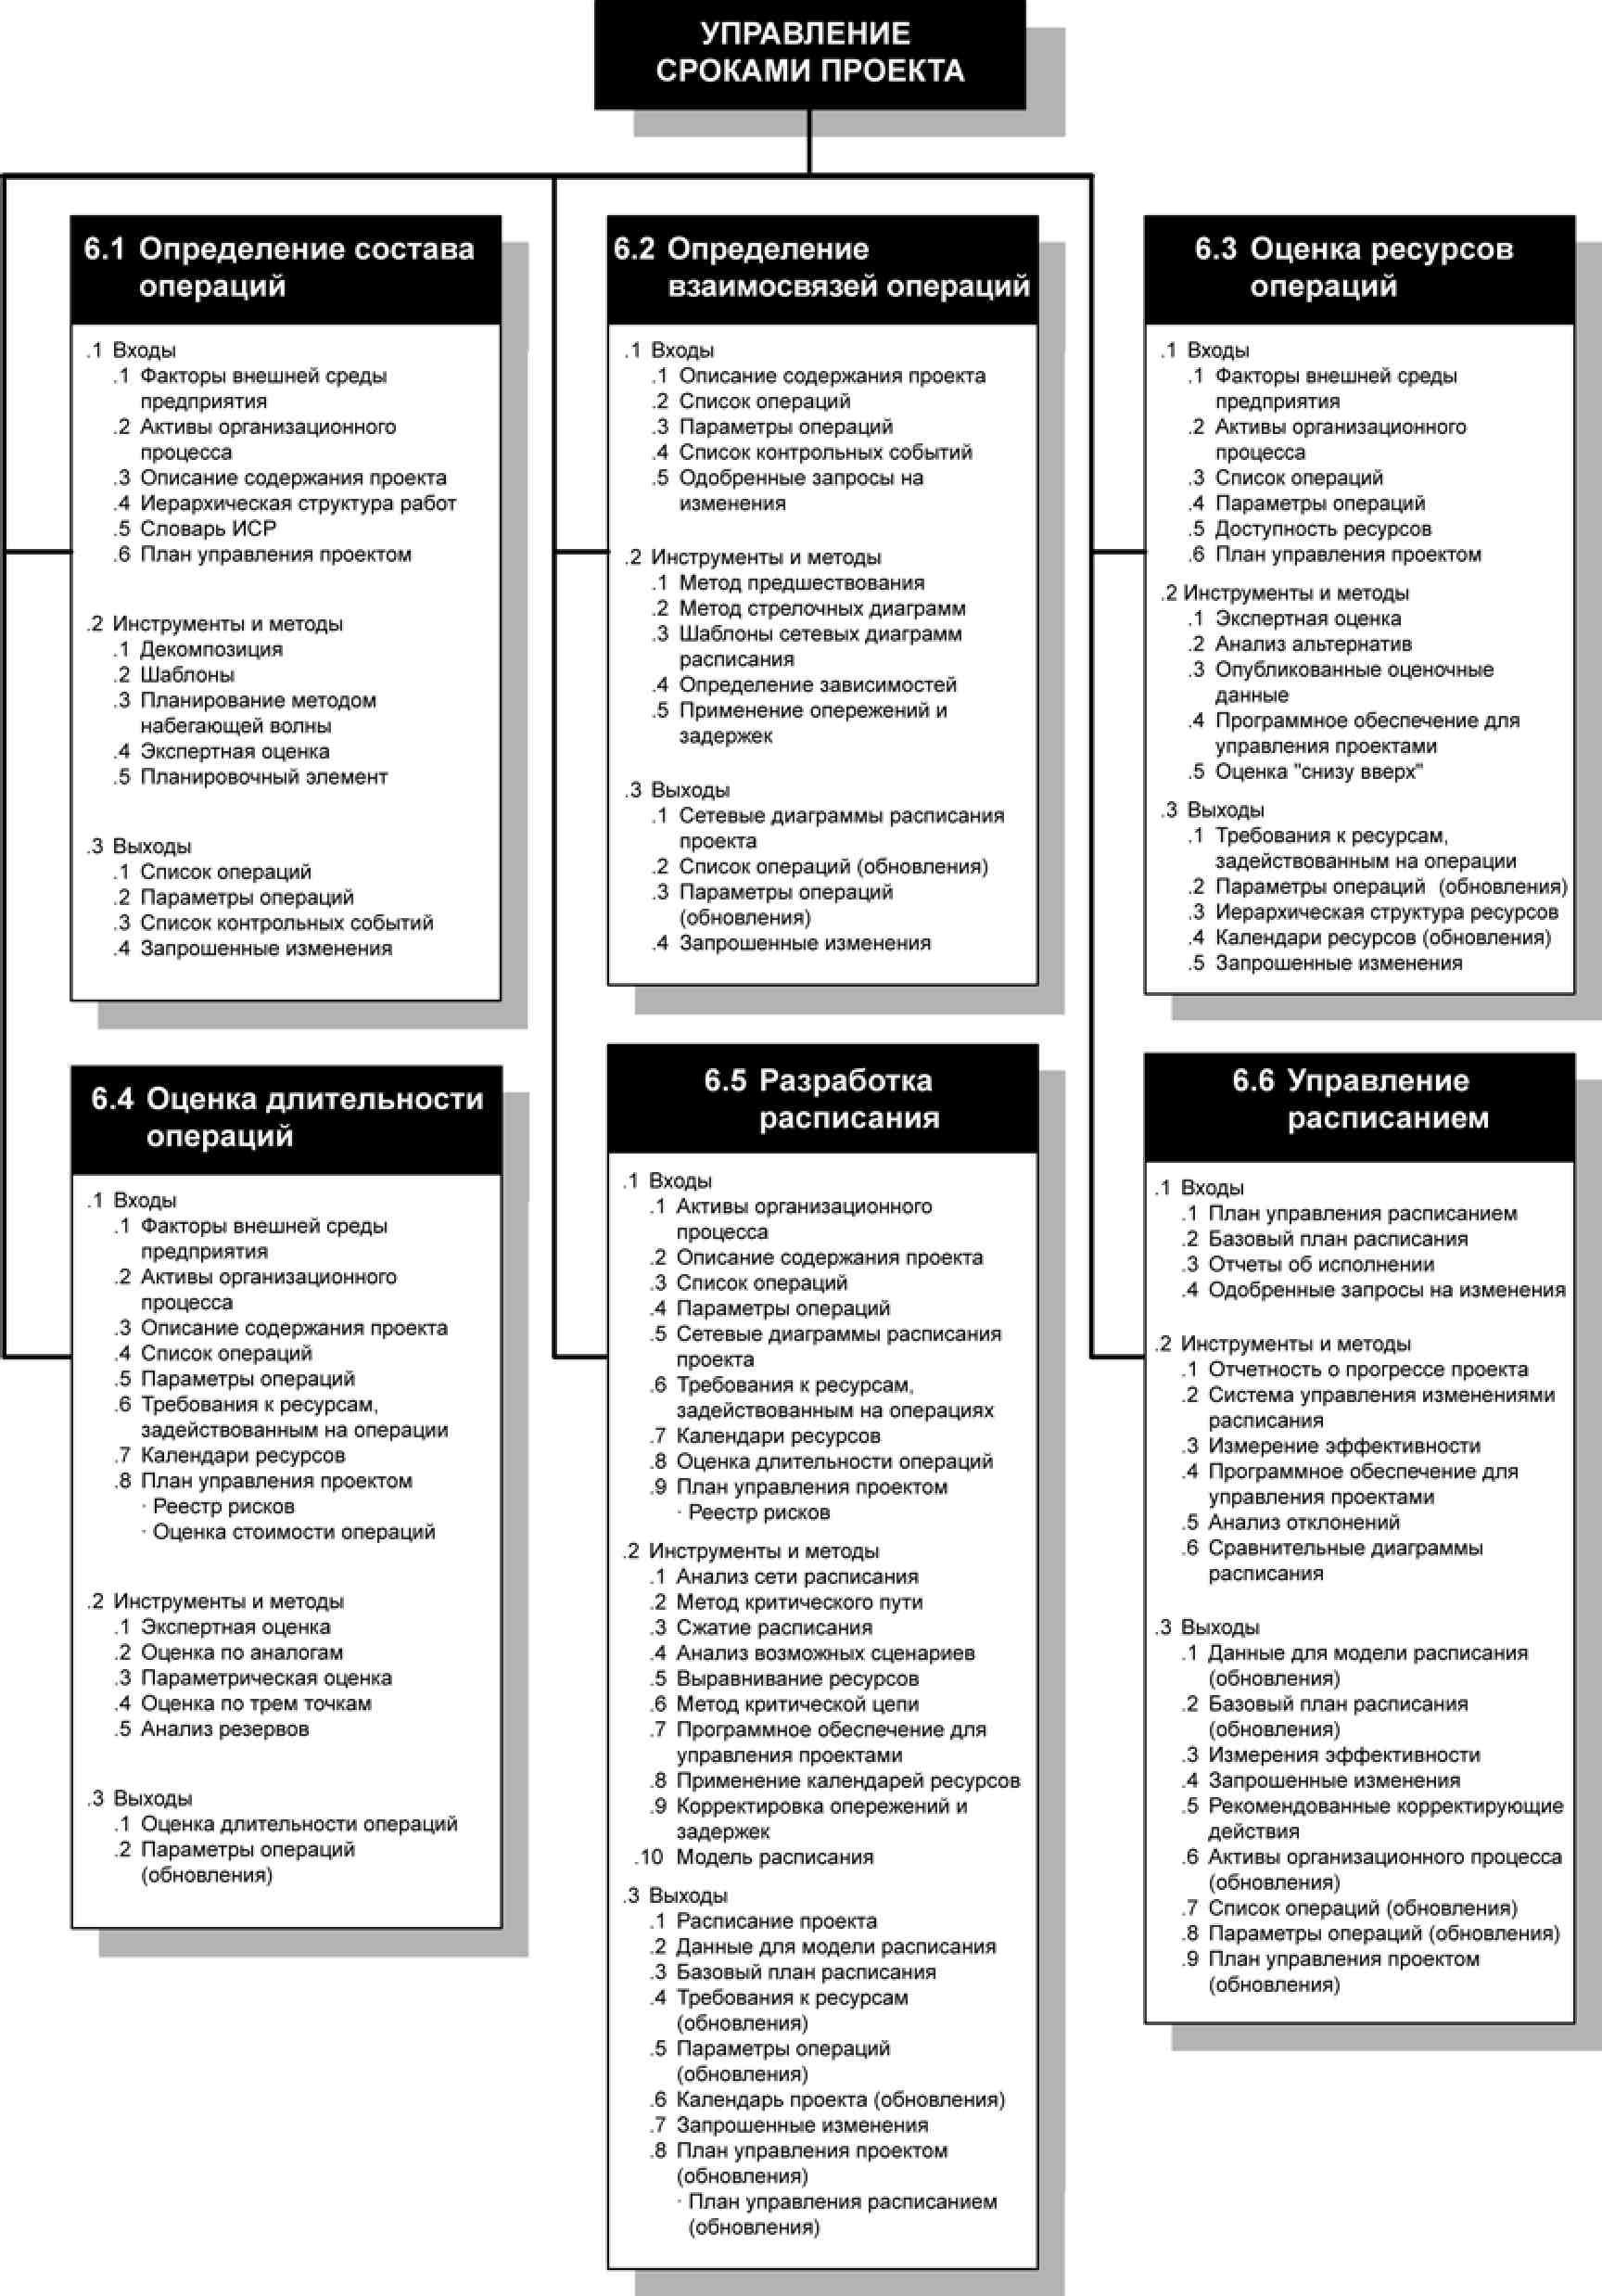 УПРАВЛЕНИЕ
СРОКАМИ ПРОЕКТА
6.1 Определение состава
операций
.1 Входы
.1 Факторы внешней среды
предприятия
.2 Активы организационного
процесса
.3 Описание содержания проекта
.4 Иерархическая структура работ
.5 Словарь ИСР
.6 План управления проектом
.2 Инструменты и методы
.1 Декомпозиция
.2 Шаблоны
.3 Планирование методом
набегающей волны
.4 Экспертная оценка
.5 Планировочный элемент
.3 Выходы
.1 Список операций
.2 Параметры операций
.3 Список контрольных событий
.4 Запрошенные изменения
6.2 Определение
взаимосвязей операций
.1 Входы
.1 Описание содержания проекта
.2 Список операций
.3 Параметры операций
.4 Список контрольных событий
.5 Одобренные запросы на
изменения
.2 Инструменты и методы
.1 Метод предшествования
.2 Метод стрелочных диаграмм
.3 Шаблоны сетевых диаграмм
расписания
.4 Определение зависимостей
.5 Применение опережений и
задержек
.3 Выходы
.1 Сетевые диаграммы расписания
проекта
.2 Список операций (обновления)
.3 Параметры операций
(обновления)
.4 Запрошенные изменения
6.3 Оценка ресурсов
операций
.1 Входы
.1 Факторы внешней среды
предприятия
.2 Активы организационного
процесса
.3 Список операций
.4 Параметры операций
.5 Доступность ресурсов
.6 План управления проектом
.2 Инструменты и методы
.1 Экспертная оценка
.2 Анализ альтернатив
.3 Опубликованные оценочные
данные
.4 Программное обеспечение для
управления проектами
.5 Оценка "снизу вверх"
.3 Выходы
.1 Требования к ресурсам,
задействованным на операции
.2 Параметры операций (обновления)
.3 Иерархическая структура ресурсов
.4 Календари ресурсов (обновления)
.5 Запрошенные изменения
6.4 Оценка длительности
операций
.1 Входы
.1 Факторы внешней среды
предприятия
.2 Активы организационного
процесса
.3 Описание содержания проекта
.4 Список операций
.5 Параметры операций
.6 Требования к ресурсам,
задействованным на операции
.7 Календари ресурсов
.8 План управления проектом
· Реестр рисков
· Оценка стоимости операций
.2 Инструменты и методы
.1 Экспертная оценка
.2 Оценка по аналогам
.3 Параметрическая оценка
.4 Оценка по трем точкам
.5 Анализ резервов
.3 Выходы
.1 Оценка длительности операций
.2 Параметры операций
(обновления)
6.5 Разработка
расписания
.1 Входы
.1 Активы организационного
процесса
.2 Описание содержания проекта
.3 Список операций
.4 Параметры операций
.5 Сетевые диаграммы расписания
проекта
.6 Требования к ресурсам,
задействованным на операциях
.7 Календари ресурсов
.8 Оценка длительности операций
.9 План управления проектом
· Реестр рисков
.2 Инструменты и методы
.1 Анализ сети расписания
.2 Метод критического пути
.3 Сжатие расписания
.4 Анализ возможных сценариев
.5 Выравнивание ресурсов
.6 Метод критической цепи
.7 Программное обеспечение для
управления проектами
.8 Применение календарей ресурсов
.9 Корректировка опережений и
задержек
.10 Модель расписания
.3 Выходы
.1 Расписание проекта
.2 Данные для модели расписания
.3 Базовый план расписания
.4 Требования к ресурсам
(обновления)
.5 Параметры операций
(обновления)
.6 Календарь проекта (обновления)
.7 Запрошенные изменения
.8 План управления проектом
(обновления)
· План управления расписанием
(обновления)
6.6 Управление
расписанием
.1 Входы
.1 План управления расписанием
.2 Базовый план расписания
.3 Отчеты об исполнении
.4 Одобренные запросы на изменения
.2 Инструменты и методы
.1 Отчетность о прогрессе проекта
.2 Система управления изменениями
расписания
.3 Измерение эффективности
.4 Программное обеспечение для
управления проектами
.5 Анализ отклонений
.6 Сравнительные диаграммы
расписания
.3 Выходы
.1 Данные для модели расписания
(обновления)
.2 Базовый план расписания
(обновления)
.3 Измерения эффективности
.4 Запрошенные изменения
.5 Рекомендованные корректирующие
действия
.6 Активы организационного процесса
(обновления)
.7 Список операций (обновления)
.8 Параметры операций (обновления)
.9 План управления проектом
(обновления)